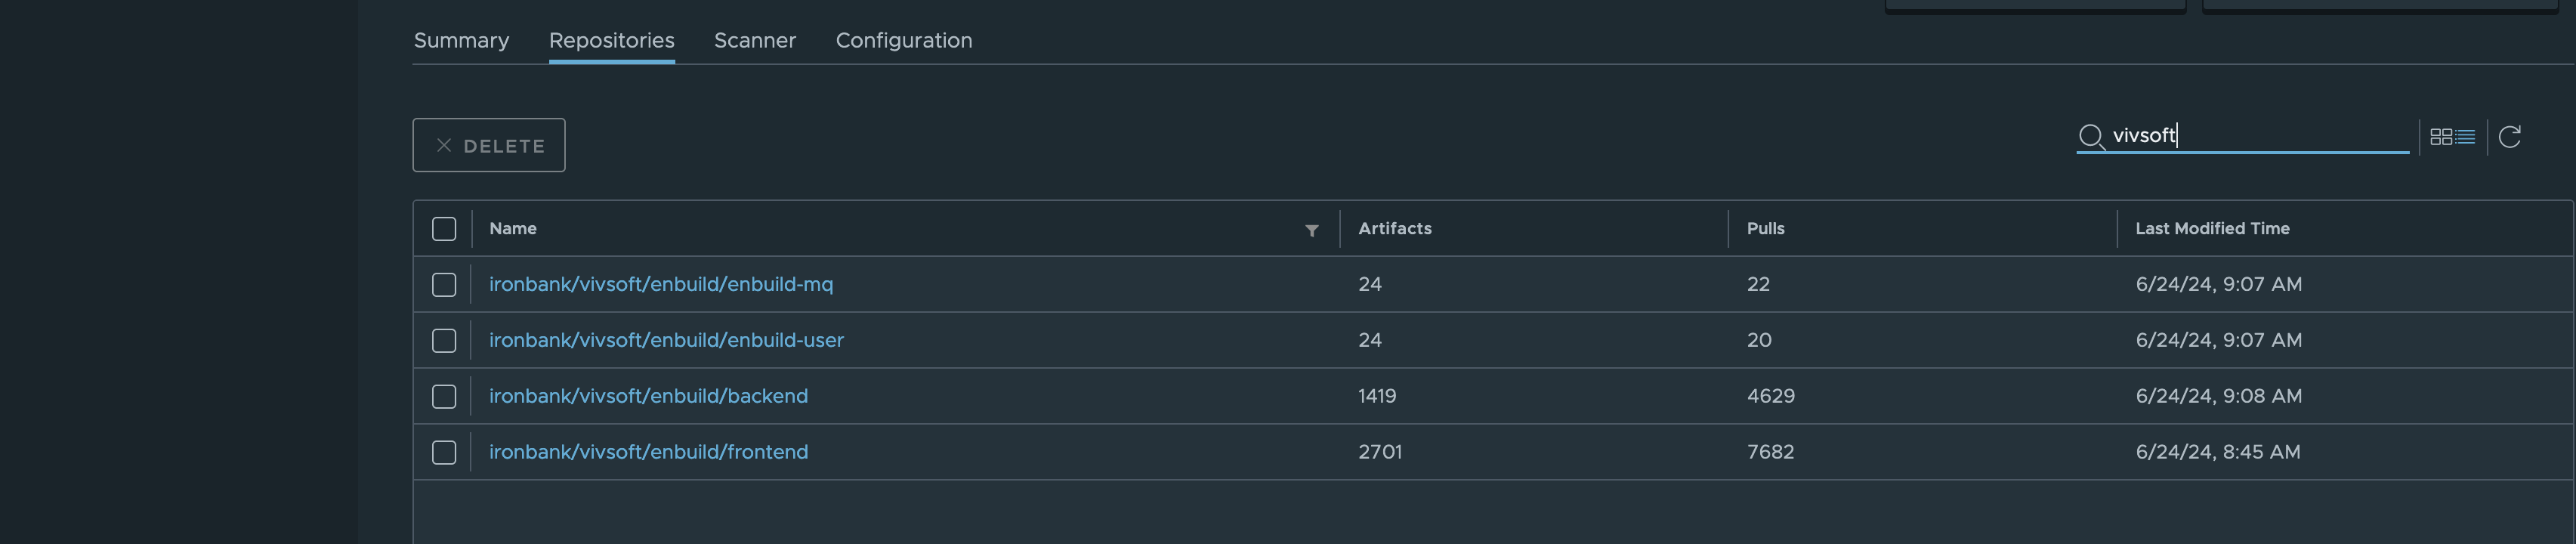 Summary Repositories Scanner Configuration
DELETE
vivsoft
Name Artifacts Pulls Last Modified Time
ironbank/vivsoft/enbuild/enbuild-mq 24 22 6/24/24, 9:07 AM
ironbank/vivsoft/enbuild/enbuild-user 24 20 6/24/24, 9:07 AM
ironbank/vivsoft/enbuild/backend 1419 4629 6/24/24, 9:08 AM
ironbank/vivsoft/enbuild/frontend 2701 7682 6/24/24, 8:45 AM